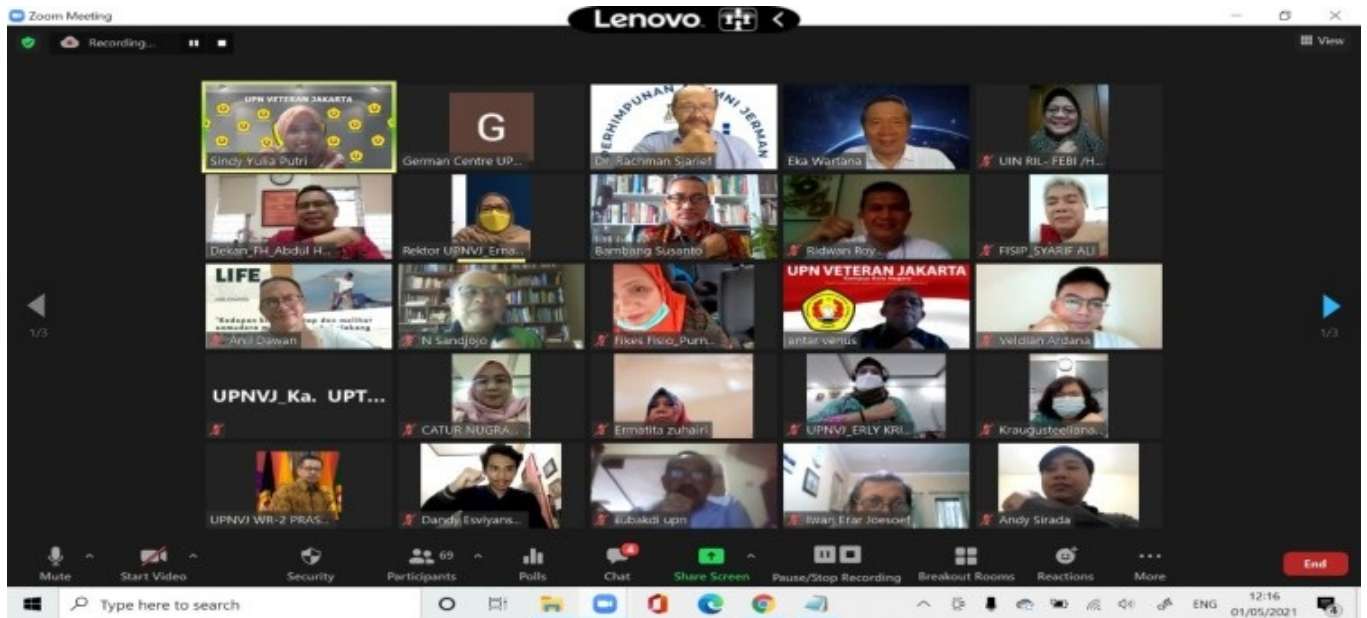 Zoom Meeting
Lenovo
Recording...
View
UPN VETERAN JAKARTA
Sindy Yulia Putri
G
German Centre UP...
PERHIMPUNAN ALUMNI JERMAN
Dr. Rachman Sjarief
Eka Wartana
UIN RIL- FEBI /H...
Dekan_FH_Abdul H...
Rektor UPNVJ_Erna...
Bambang Susanto
Ridwan Roy
FISIP_SYARIF ALI
LIFE
Anil Dawan
N Sandjojo
Fikes Fisio_Purn...
UPN VETERAN JAKARTA
antar venus
Veldian Ardana
1/3
1/3
UPNVJ_Ka. UPT...
CATUR NUGRA...
Ermatita zuhairi
UPNVJ_ERLY KRI...
Kraugusteeliana...
UPNVJ WR-2 PRAS...
Dandy Esviyans...
subakdi upn
Iwan Erar Joesoef
Andy Sirada
Mute
Start Video
Security
69
Participants
Polls
4
Chat
Share Screen
Pause/Stop Recording
Breakout Rooms
Reactions
More
End
Type here to search
ENG
12:16
01/05/2021
4